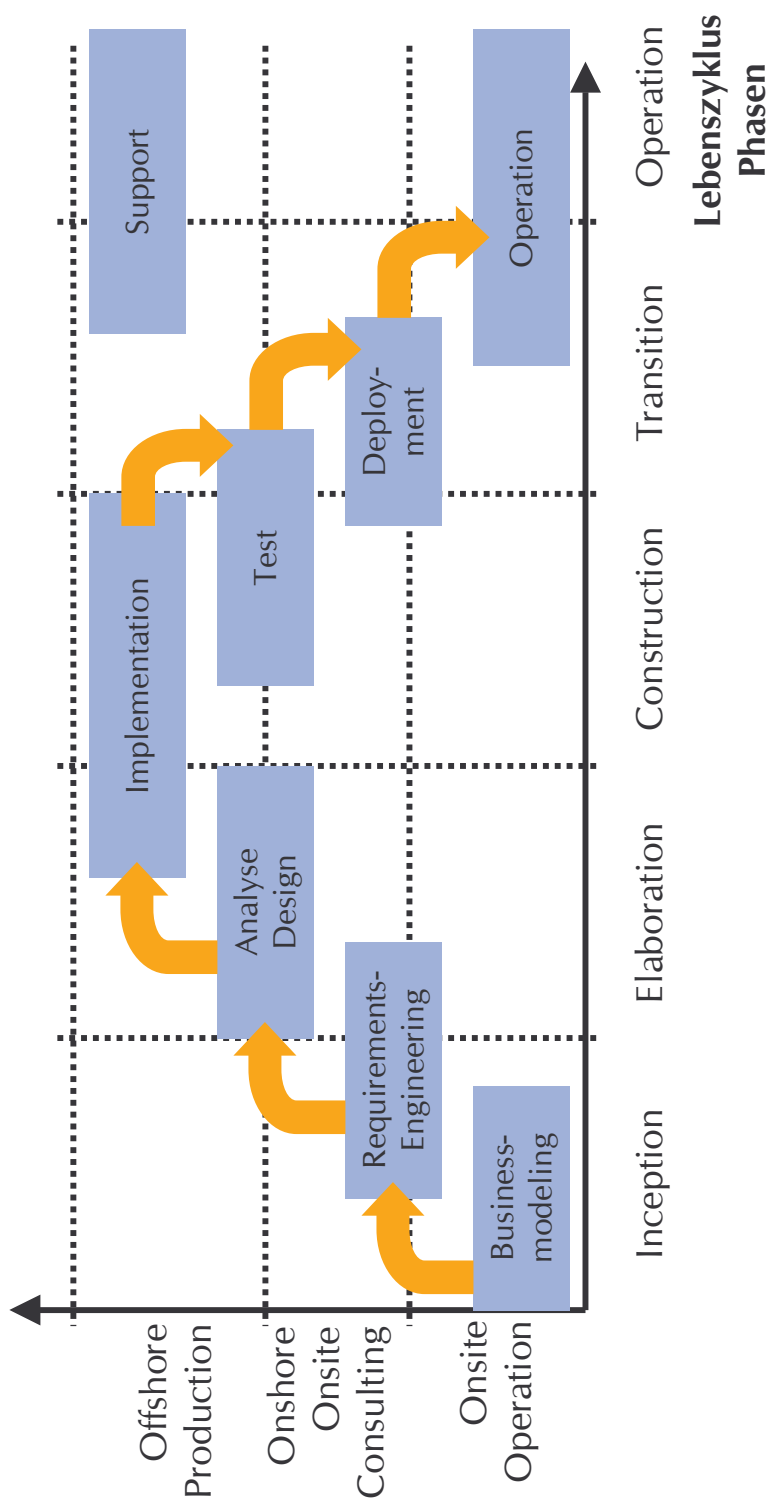 Offshore
Production
Onshore
Onsite
Consulting
Onsite
Operation
Implementation
Support
Analyse
Design
Test
Requirements-
Engineering
Deploy-
ment
Business-
modeling
Operation
Inception
Elaboration
Construction
Transition
Operation
Lebenszyklus
Phasen